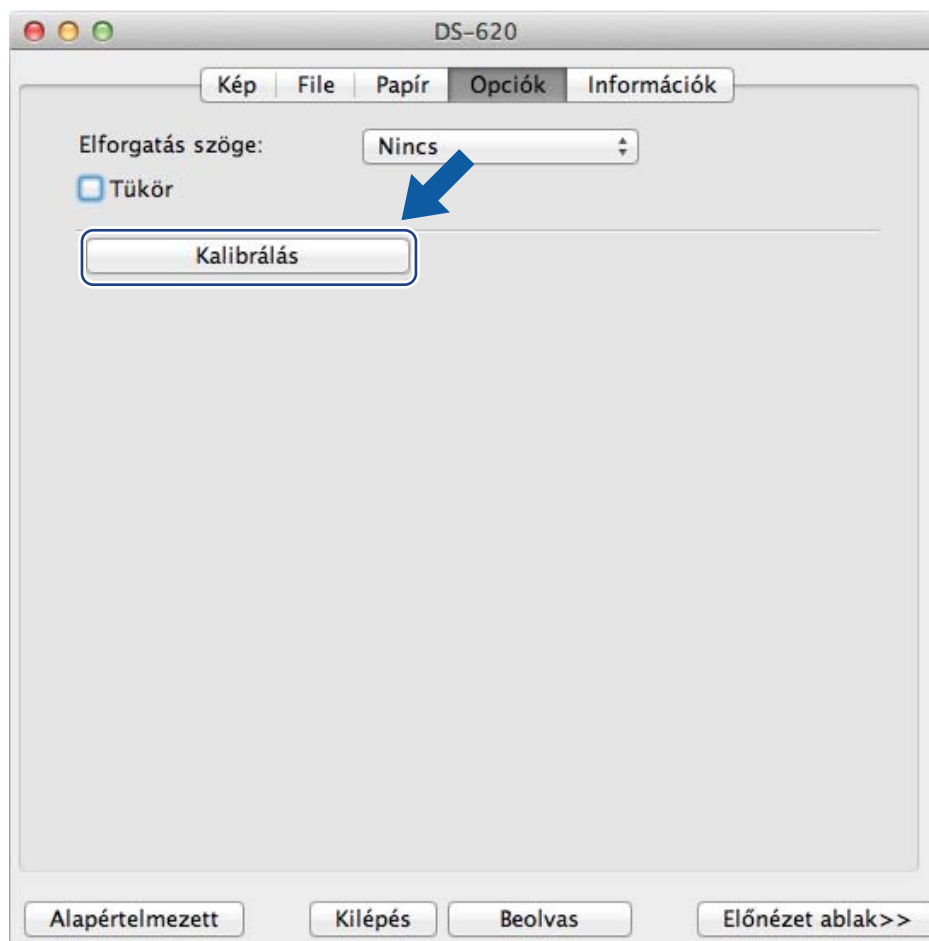 DS-620
Kép File Papír Opciók Információk
Elforgatás szöge: Nincs
Tükör
Kalibrálás
Alapértelmezett Kilépés Beolvas Előnézet ablak>>